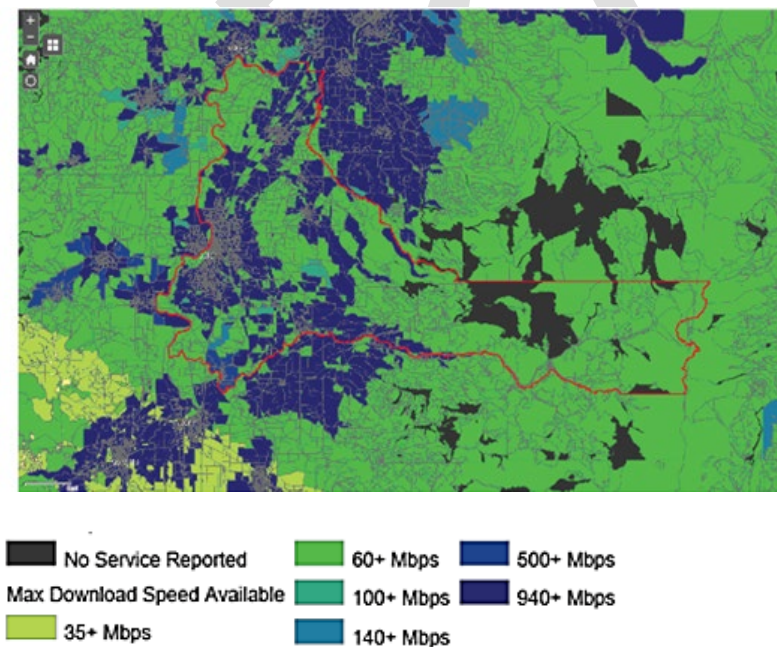 No Service Reported
Max Download Speed Available
35+ Mbps
60+ Mbps
100+ Mbps
140+ Mbps
500+ Mbps
940+ Mbps